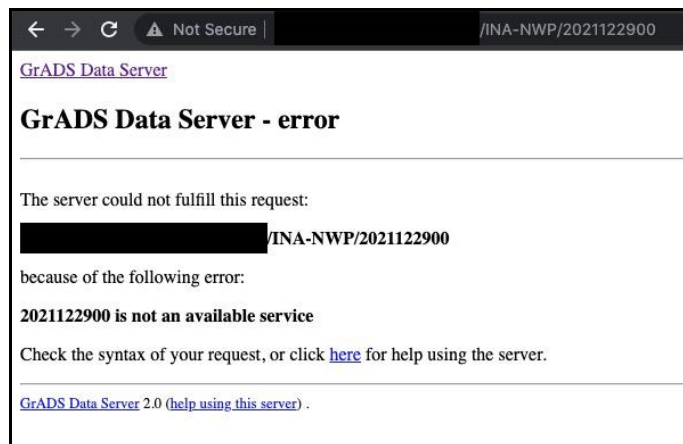 Not Secure | /INA-NWP/2021122900
GrADS Data Server
GrADS Data Server - error
The server could not fulfill this request:
/INA-NWP/2021122900
because of the following error:
2021122900 is not an available service
Check the syntax of your request, or click here for help using the server.
GrADS Data Server 2.0 (help using this server) .